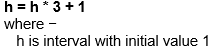 h = h * 3 + 1
where −
h is interval with initial value 1